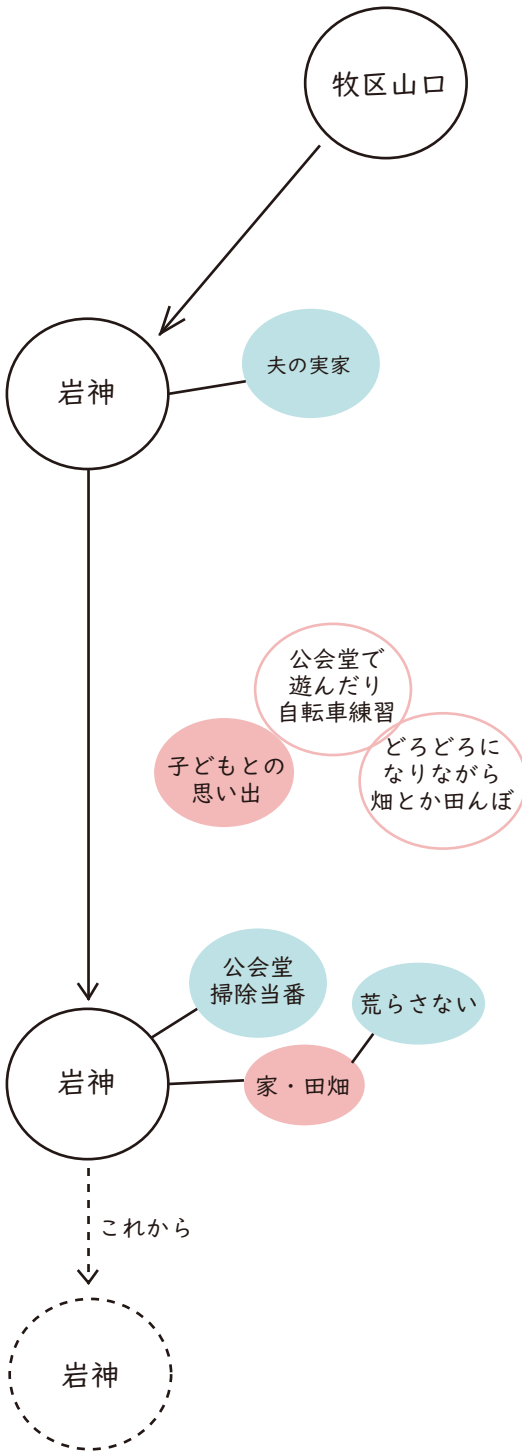 牧区山口
岩神
夫の実家
公会堂で
遊んだり
自転車練習
子どもとの
思い出
どろどろに
なりながら
畑とか田んぼ
公会堂
掃除当番
荒らさない
岩神
家・田畑
これから
岩神